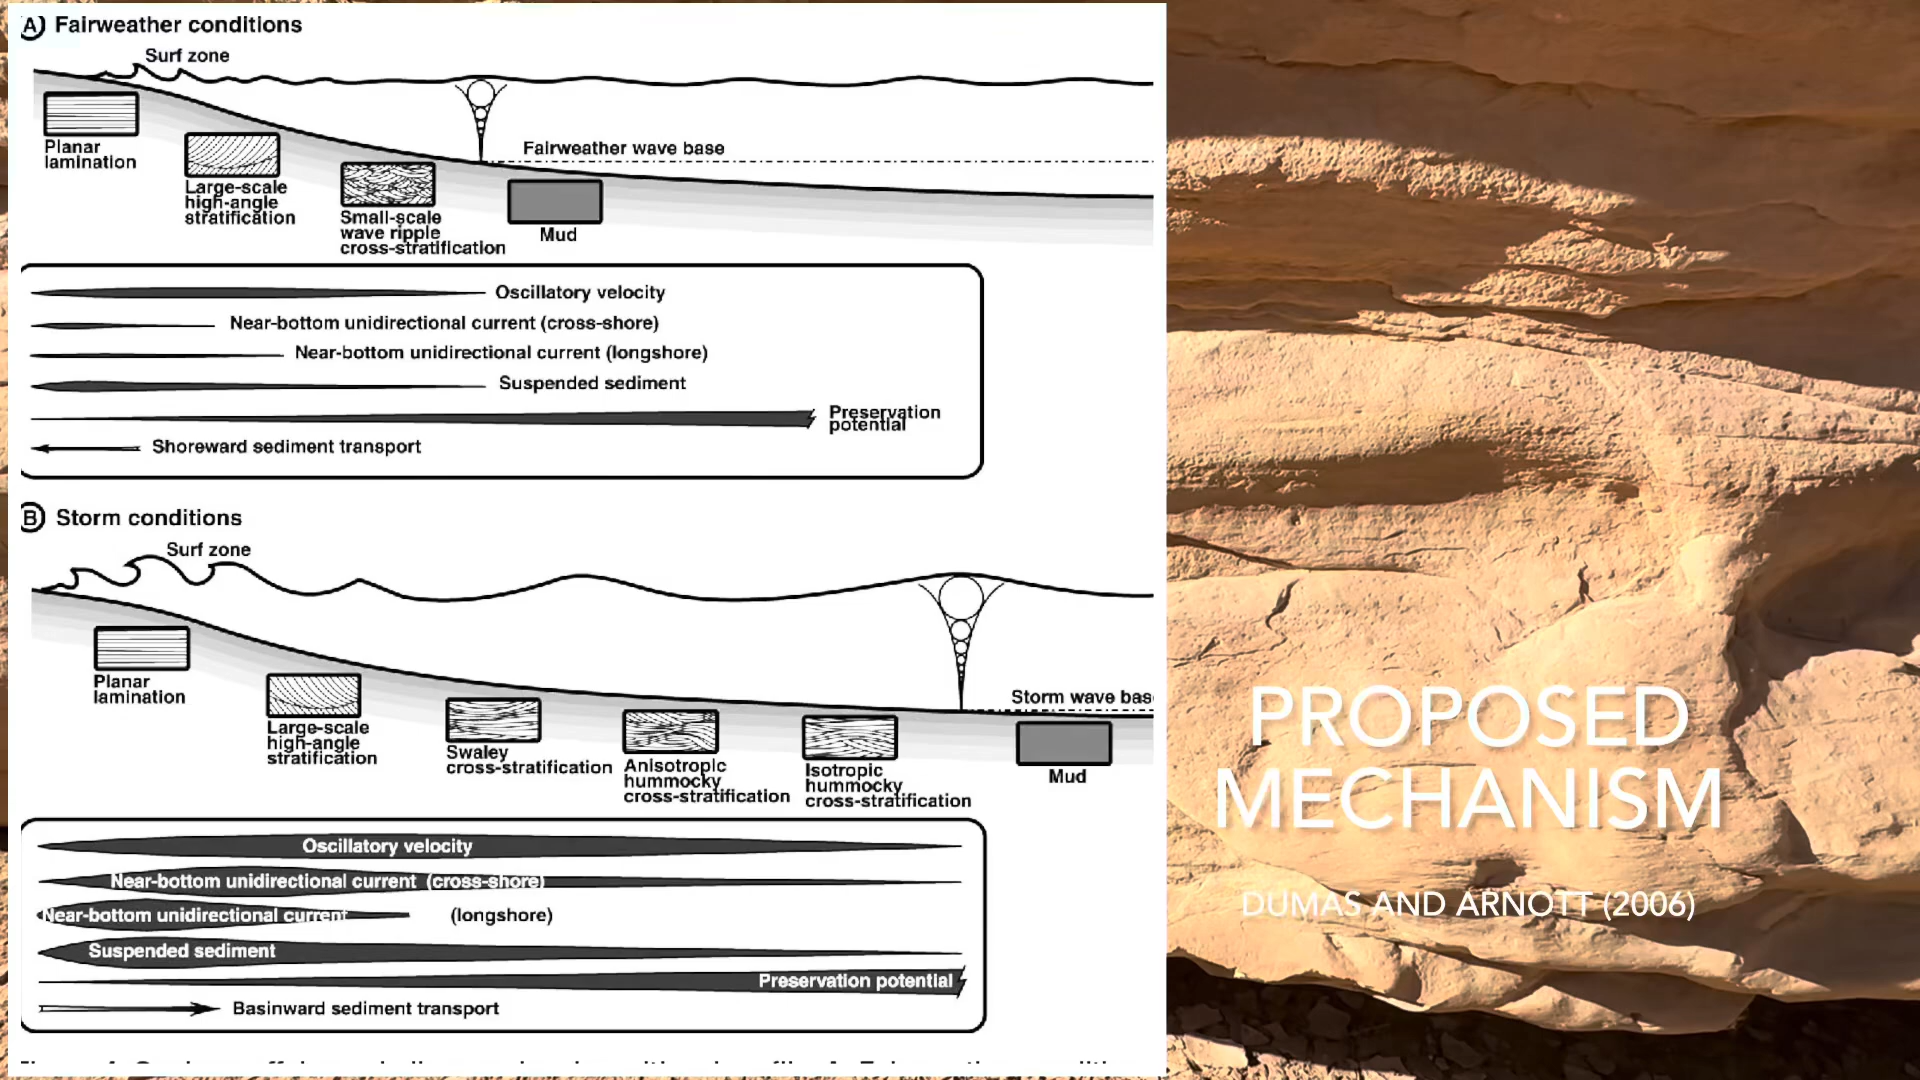 A Fairweather conditions
Surf zone
Planar
lamination
Large-scale
high-angle
stratification
Small-scale
wave ripple
cross-stratification
Fairweather wave base
Mud
Oscillatory velocity
Near-bottom unidirectional current (cross-shore)
Near-bottom unidirectional current (longshore)
Suspended sediment
Preservation
potential
Shoreward sediment transport
B Storm conditions
Surf zone
Planar
lamination
Large-scale
high-angle
stratification
Swaley
cross-stratification
Anisotropic
hummocky
cross-stratification
Isotropic
hummocky
cross-stratification
Storm wave bas
Mud
Oscillatory velocity
Near-bottom unidirectional current (cross-shore)
Near-bottom unidirectional current (longshore)
Suspended sediment
Preservation potential
Basinward sediment transport
PROPOSED
MECHANISM
DUMAS AND ARNOTT (2006)